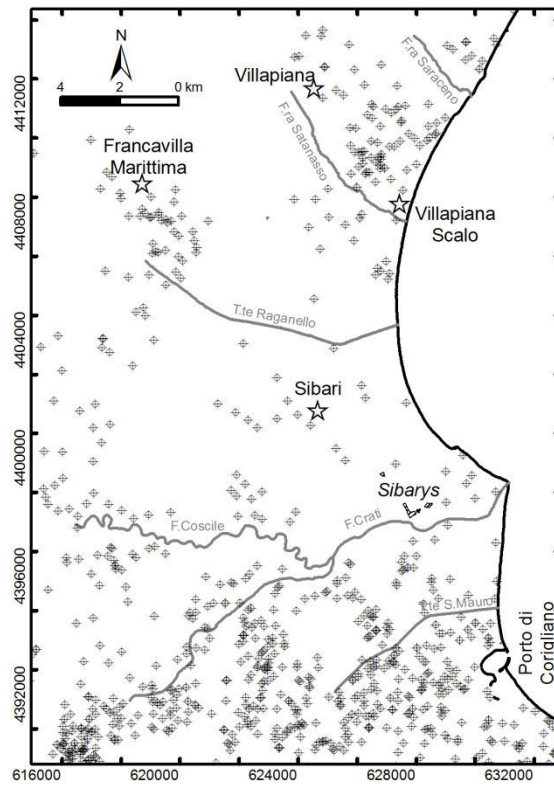 N
4 2 0 km
Villapiana
F.ra Saraceno
F.ra Satanasso
Francavilla
Marittima
Villapiana
Scalo
T.te Raganello
Sibari
Sibarys
F.Coscile
F.Crati
T.te S.Mauro
Porto di
Corigliano
4412000
4408000
4404000
4400000
4396000
4392000
616000 620000 624000 628000 632000